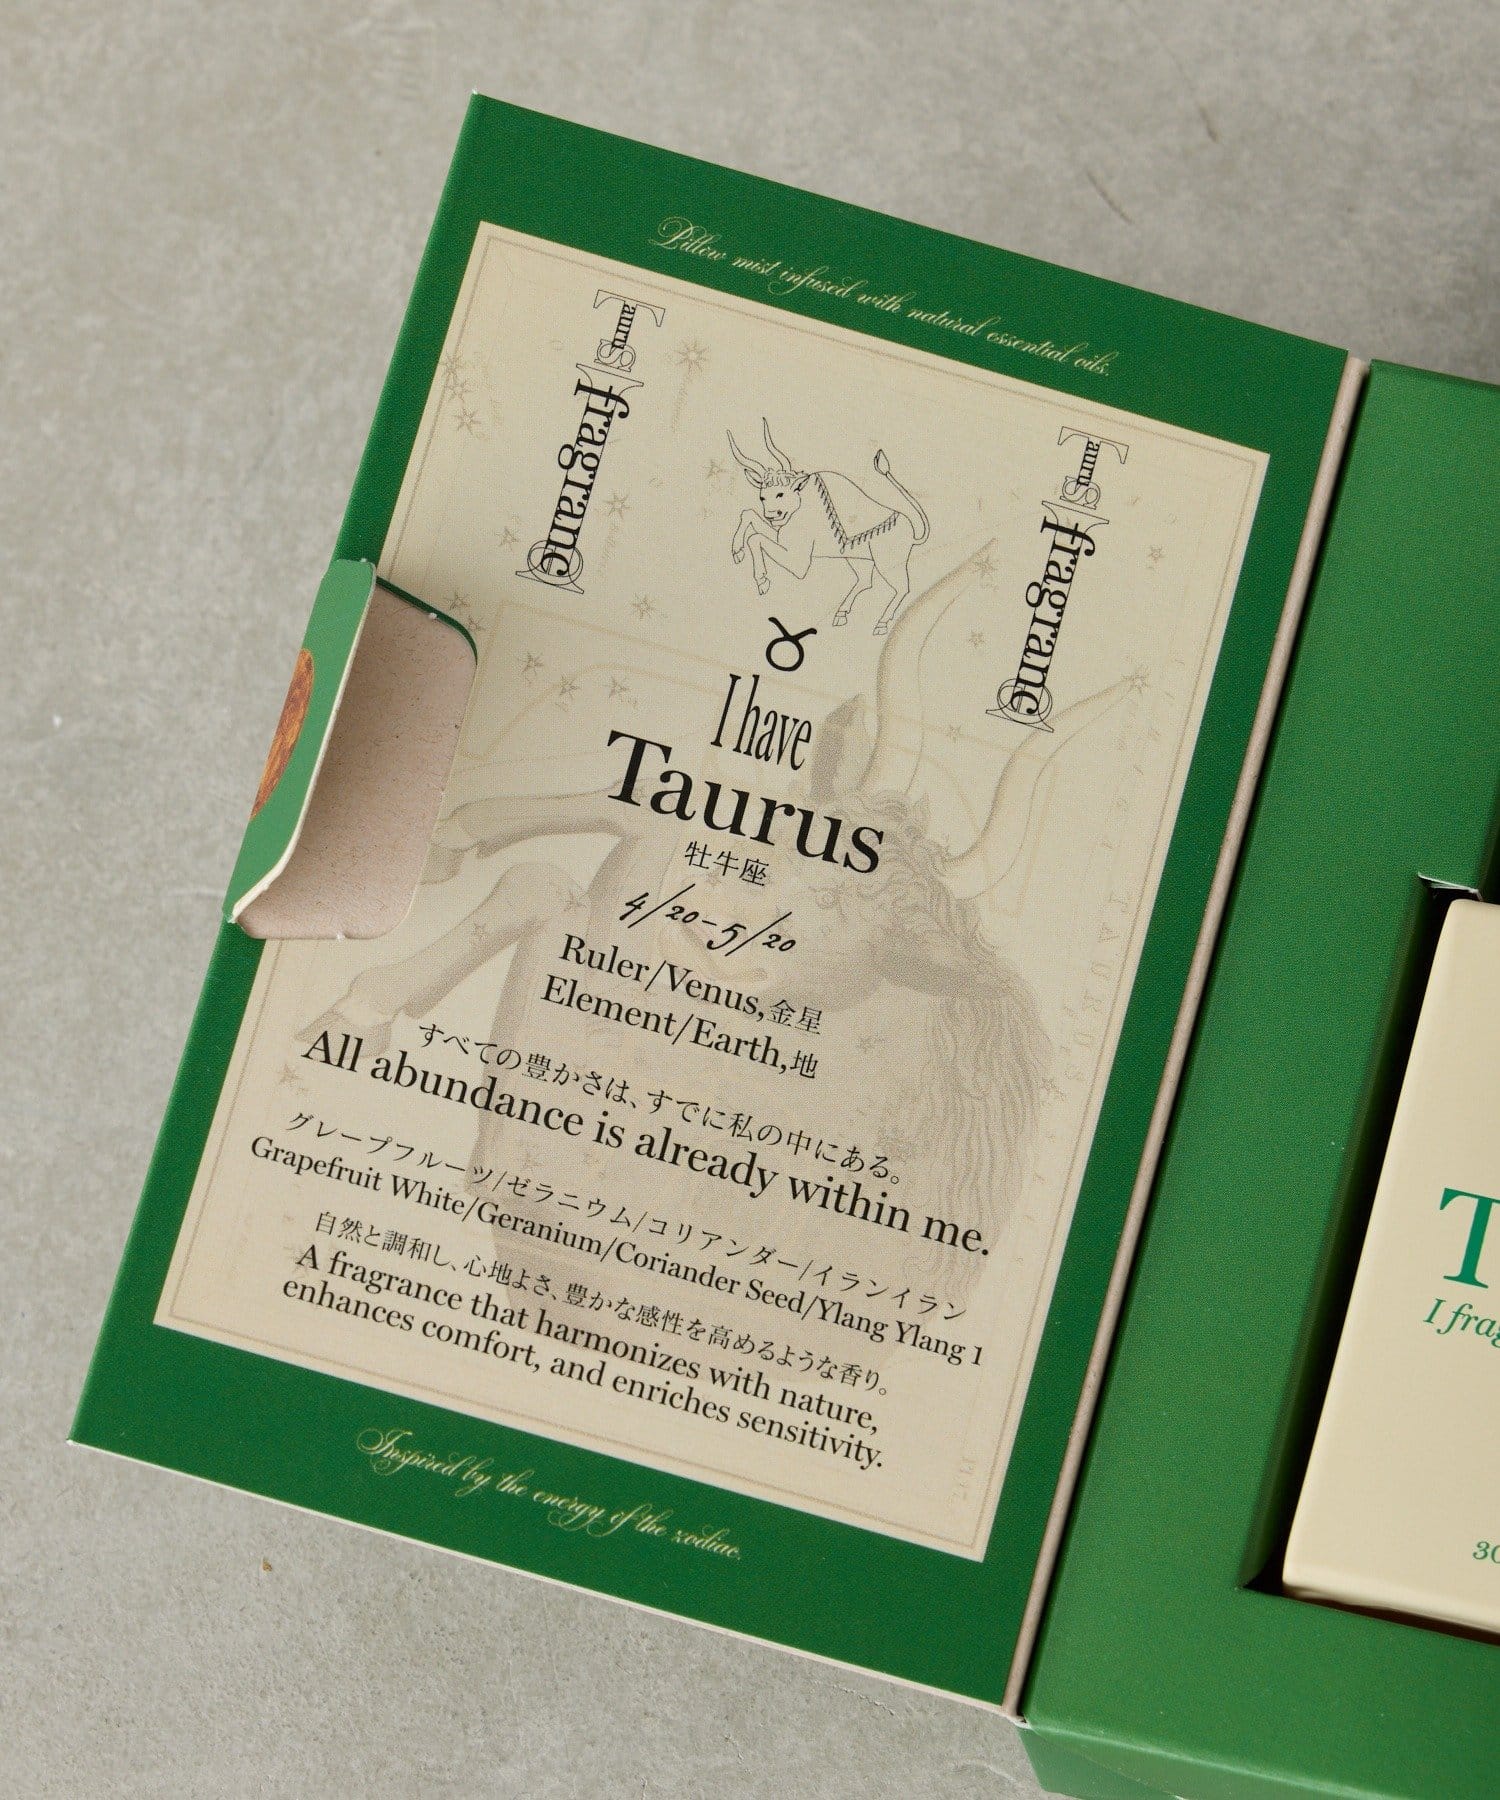 Pillow mist infused with natural essential oils.
Taurus fragrance
Taurus fragrance
♉
I have
Taurus
牡牛座
4/20-5/20
Ruler/Venus,金星
Element/Earth,地
すべての豊かさは、すでに私の中にある。
All abundance is already within me.
グレープフルーツ/ゼラニウム/コリアンダー/イランイラン
Grapefruit White/Geranium/Coriander Seed/Ylang Ylang 1
自然と調和し、心地よさ、豊かな感性を高めるような香り。
A fragrance that harmonizes with nature,
enhances comfort, and enriches sensitivity.
Inspired by the energy of the zodiac.
T
I frag
30